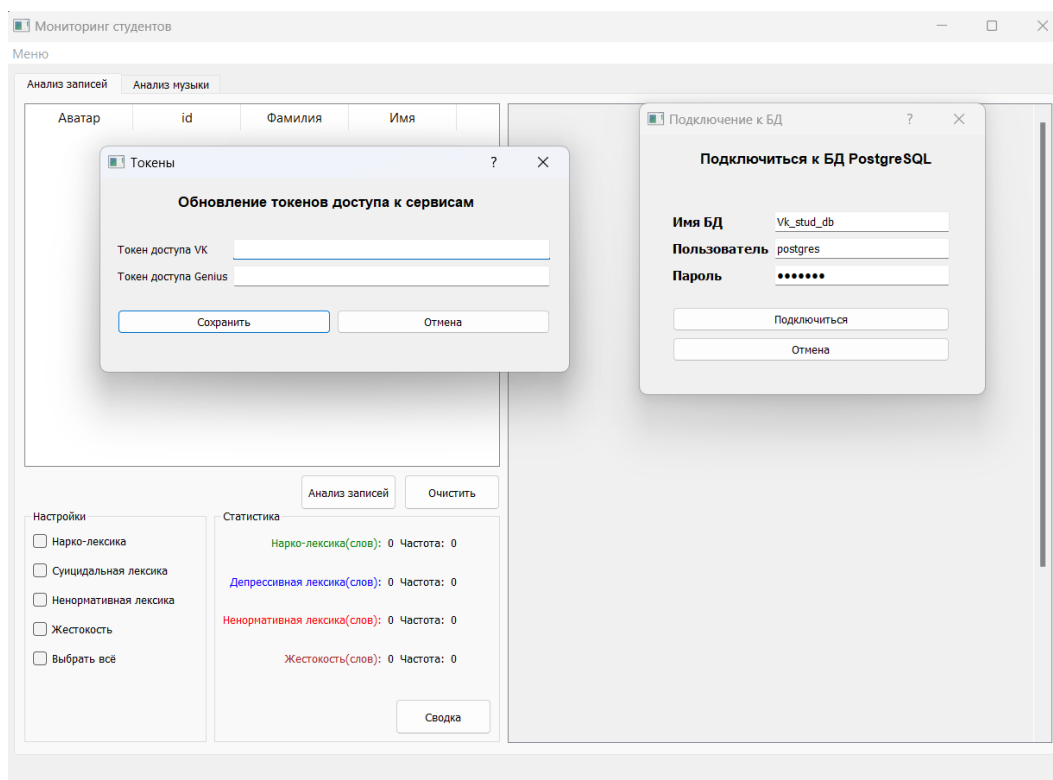 Мониторинг студентов
Меню
Анализ записей Анализ музыки
Аватар id Фамилия Имя
Токены ?
Обновление токенов доступа к сервисам
Токен доступа VK
Токен доступа Genius
Сохранить Отмена
Подключение к БД ?
Подключиться к БД PostgreSQL
Имя БД Vk_stud_db
Пользователь postgres
Пароль •••••••
Подключиться
Отмена
Анализ записей Очистить
Настройки
Нарко-лексика
Суицидальная лексика
Ненормативная лексика
Жестокость
Выбрать всё
Статистика
Нарко-лексика(слов): 0 Частота: 0
Депрессивная лексика(слов): 0 Частота: 0
Ненормативная лексика(слов): 0 Частота: 0
Жестокость(слов): 0 Частота: 0
Сводка